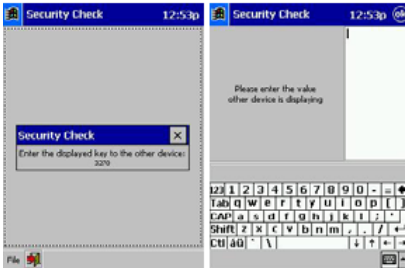 Security Check 12:53p
Security Check
Enter the displayed key to the other device:
3270
File
Security Check 12:53p ok
Please enter the value
other device is displaying
123 1 2 3 4 5 6 7 8 9 0 - =
Tab q w e r t y u i o p [ ]
CAP a s d f g h j k l ; '
Shift z x c v b n m , . /
Ctl áü ` \